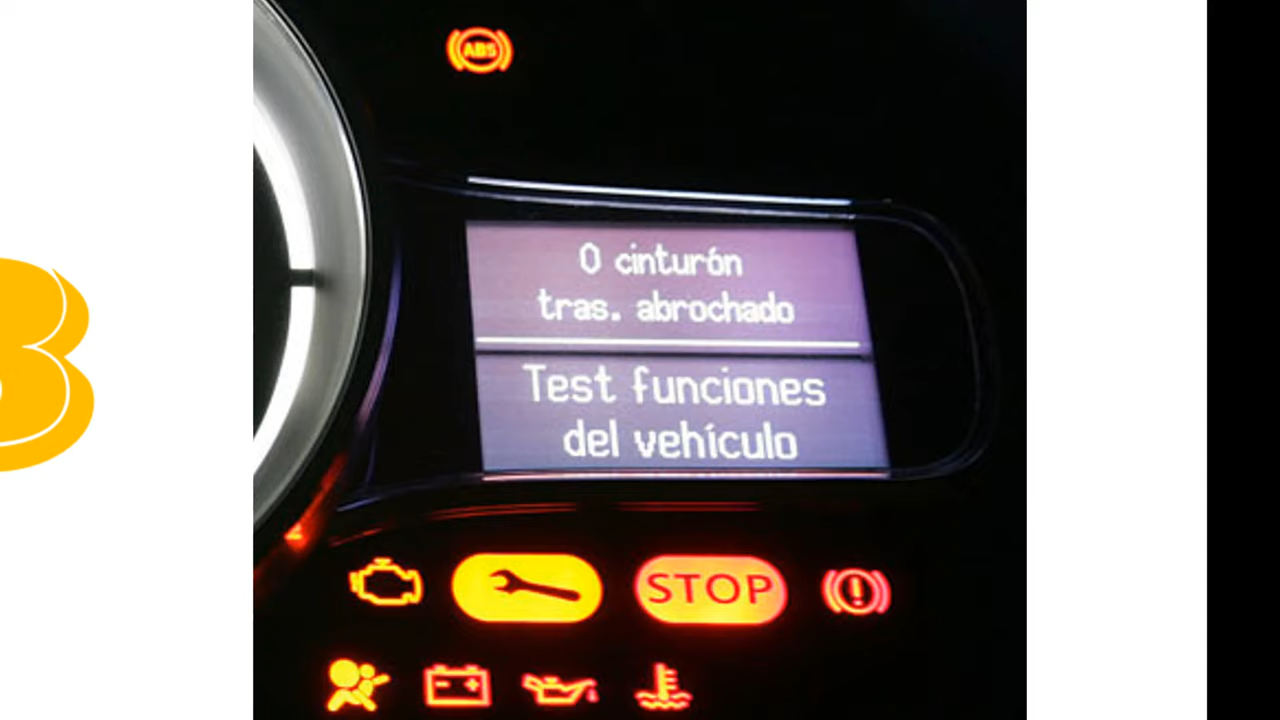 ABS
0 cinturón
tras. abrochado
Test funciones
del vehículo
STOP